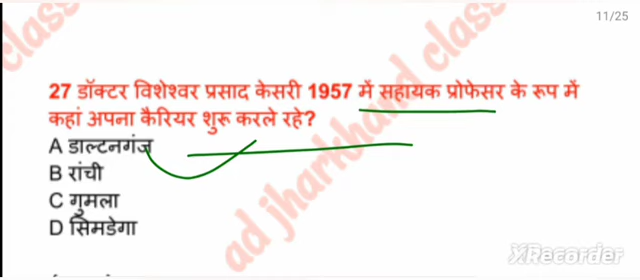 11/25
27 डॉक्टर विशेश्वर प्रसाद केसरी 1957 में सहायक प्रोफेसर के रूप में
कहां अपना कैरियर शुरू करले रहे?
A डाल्टनगंज
B रांची
C गुमला
D सिमडेगा
ad jharkhand class
XRecorder